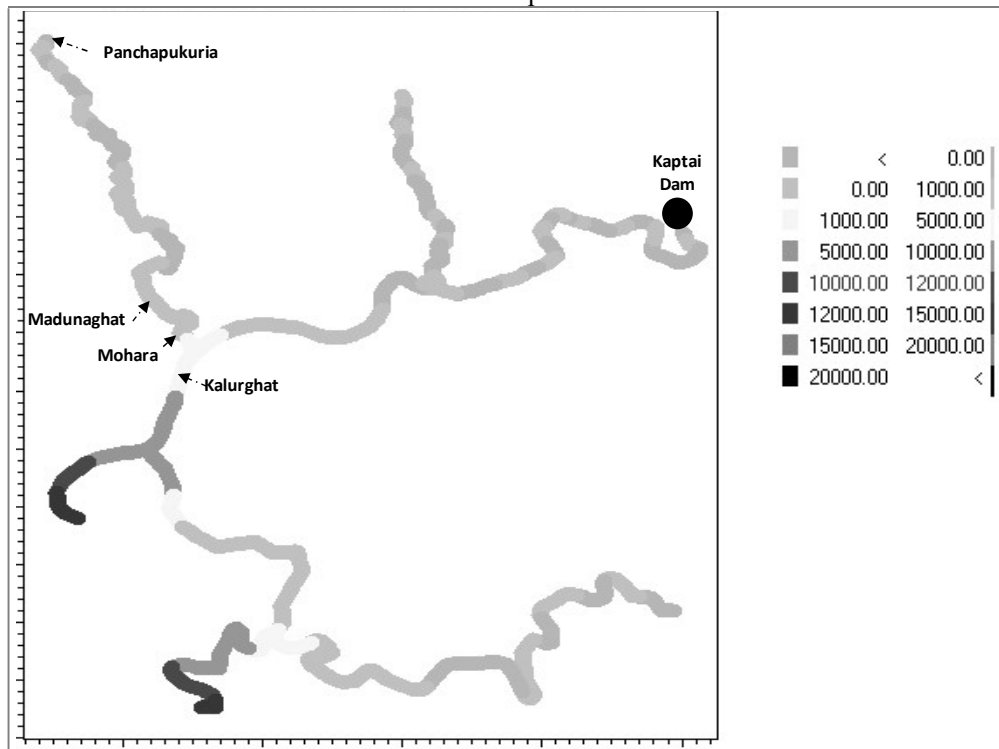 Panchapukuria
Kaptai
Dam
Madunaghat
Mohara
Kalurghat
< 0.00
0.00 1000.00
1000.00 5000.00
5000.00 10000.00
10000.00 12000.00
12000.00 15000.00
15000.00 20000.00
20000.00 <